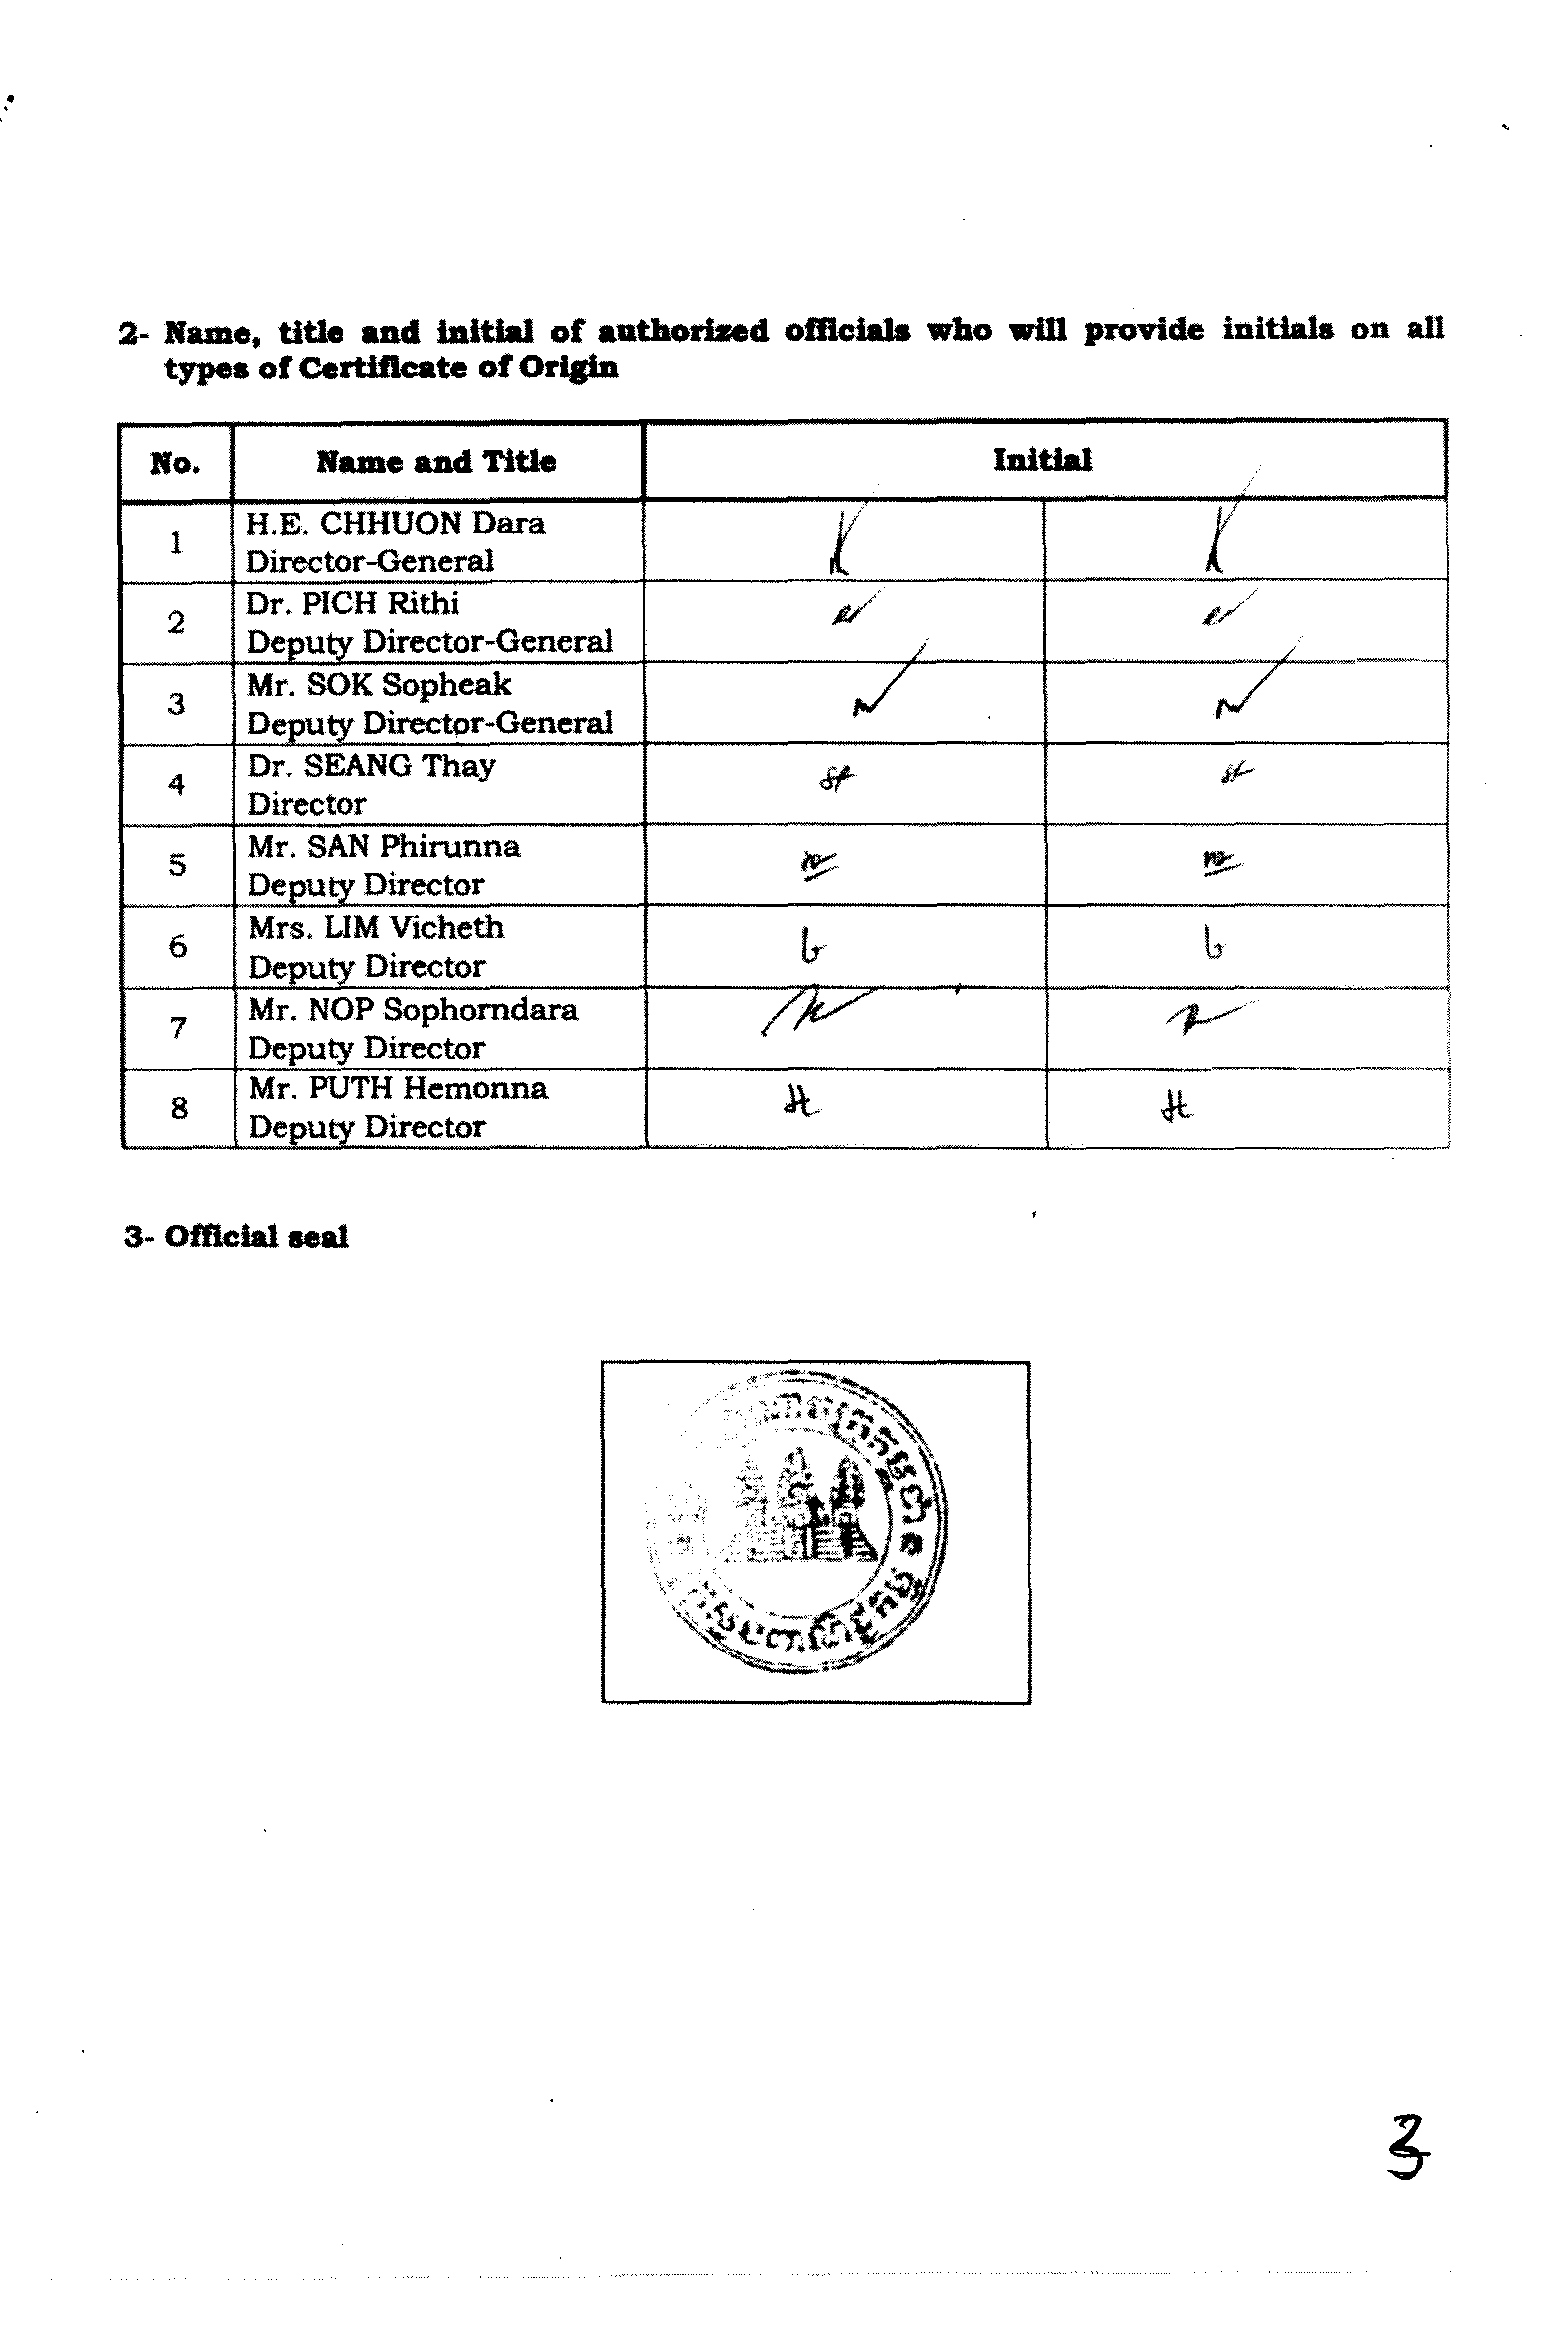 2- Name, title and initial of authorized officials who will provide initials on all
types of Certificate of Origin
No. Name and Title Initial
1 H.E. CHHUON Dara
Director-General
2 Dr. PICH Rithi
Deputy Director-General
3 Mr. SOK Sopheak
Deputy Director-General
4 Dr. SEANG Thay
Director
5 Mr. SAN Phirunna
Deputy Director
6 Mrs. LIM Vicheth
Deputy Director
7 Mr. NOP Sophorndara
Deputy Director
8 Mr. PUTH Hemonna
Deputy Director
3- Official seal
3